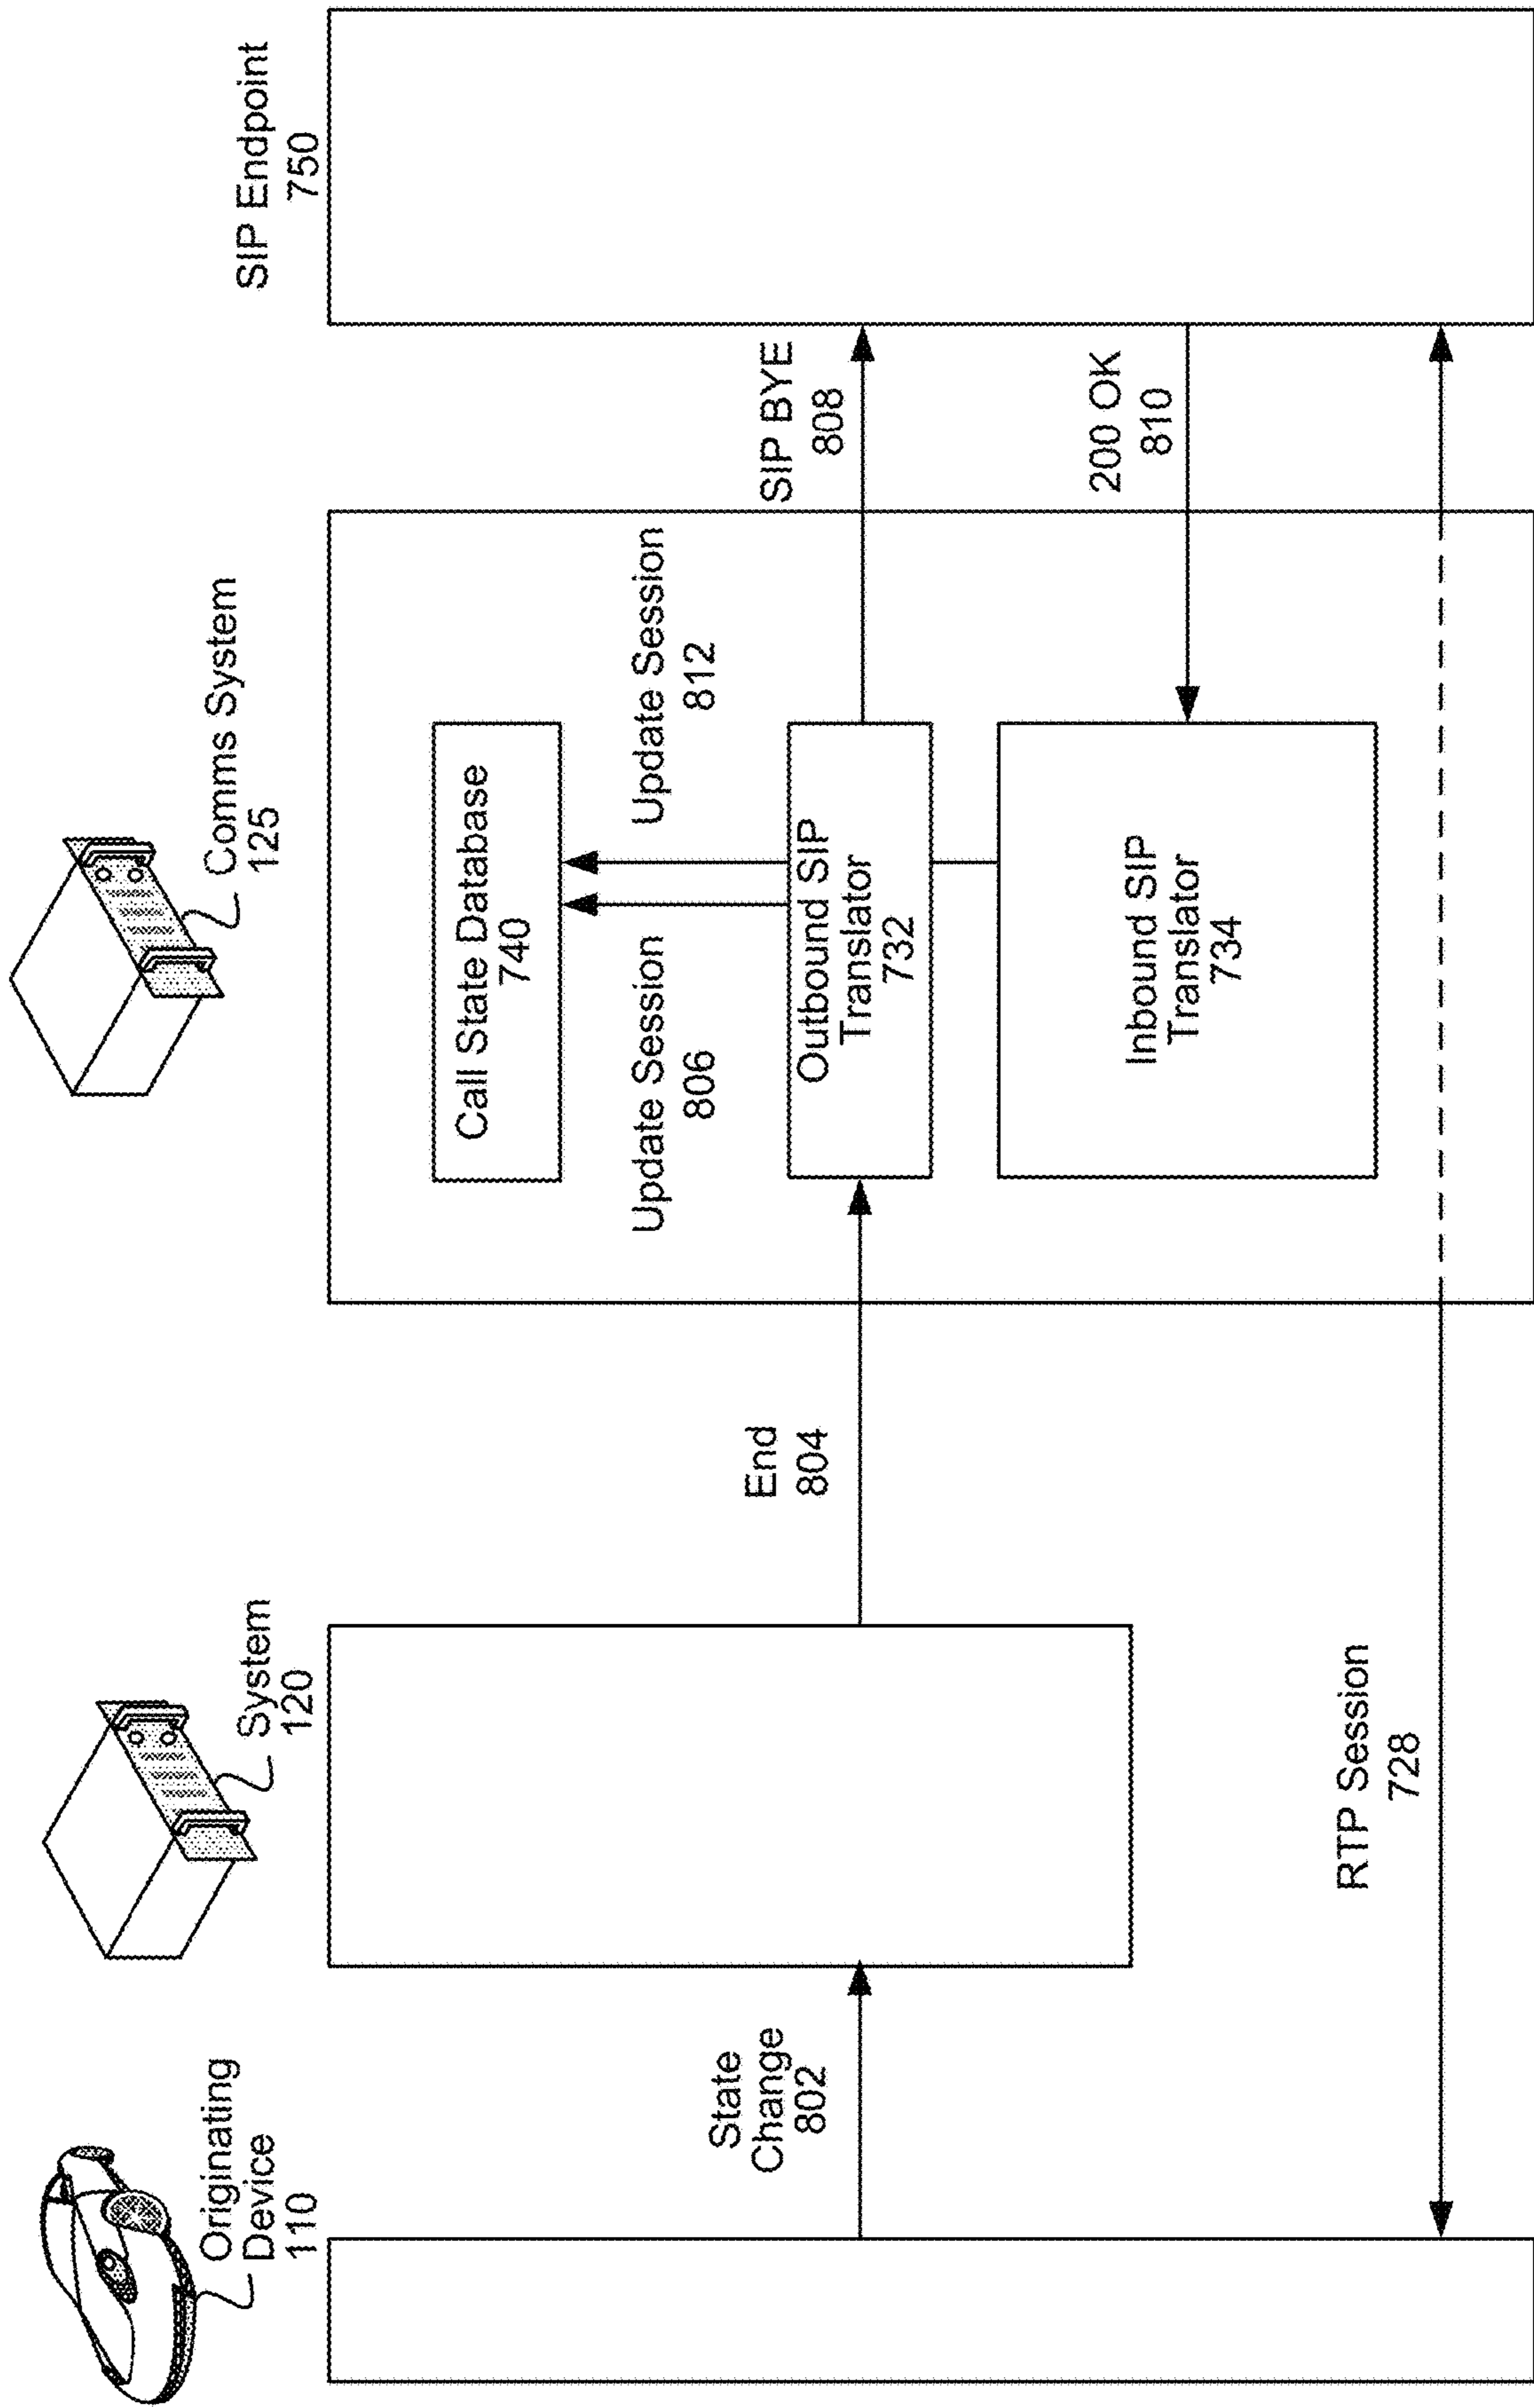 Originating
Device
110
System
120
Comms System
125
SIP Endpoint
750
Call State Database
740
Update Session
806
Update Session
812
State
Change
802
End
804
Outbound SIP
Translator
732
SIP BYE
808
Inbound SIP
Translator
734
200 OK
810
RTP Session
728